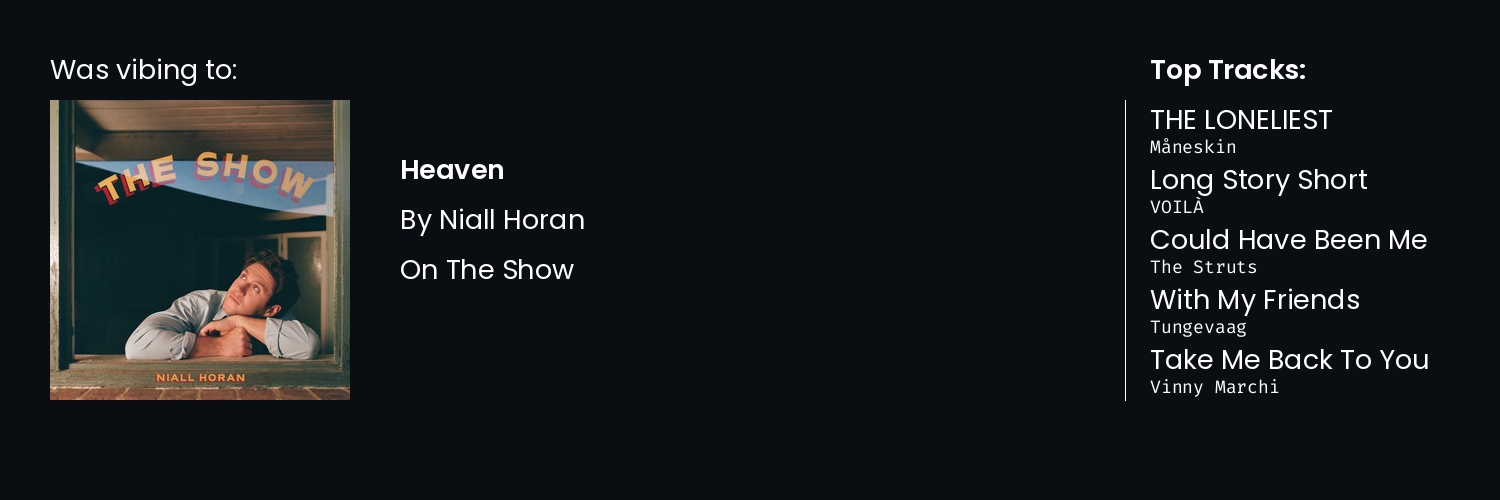 Was vibing to:
THE SHOW
NIALL HORAN
Heaven
By Niall Horan
On The Show
Top Tracks:
THE LONELIEST
Måneskin
Long Story Short
VOILÀ
Could Have Been Me
The Struts
With My Friends
Tungevaag
Take Me Back To You
Vinny Marchi